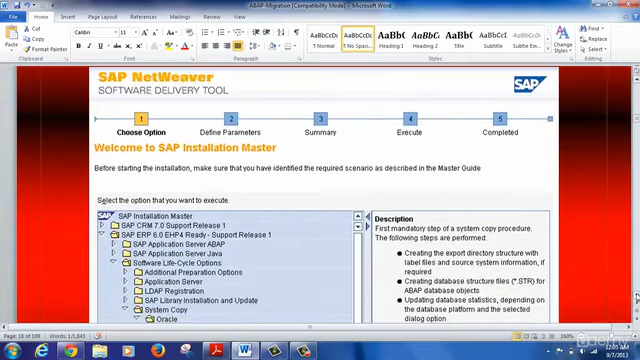 ABAP-Migration [Compatibility Mode] - Microsoft Word
File
Home
Insert
Page Layout
References
Mailings
Review
View
Cut
Copy
Paste
Format Painter
Clipboard
Calibri
11
Font
Paragraph
AaBbCcDc
AaBbCcDc
AaBbC
AaBbCc
AaB
AaBbCc.
AaBbCcD
¶ Normal
¶ No Spaci...
Heading 1
Heading 2
Title
Change Styles
Styles
Find
Replace
Select
Editing
SAP NetWeaver
SOFTWARE DELIVERY TOOL
SAP
1
2
3
4
5
Choose Option
Define Parameters
Summary
Execute
Completed
Welcome to SAP Installation Master
Before starting the installation, make sure that you have identified the required scenario as described in the Master Guide
Select the option that you want to execute.
SAP Installation Master
SAP CRM 7.0 Support Release 1
SAP ERP 6.0 EHP4 Ready - Support Release 1
SAP Application Server ABAP
SAP Application Server Java
Software Life-Cycle Options
Additional Preparation Options
Application Server
LDAP Registration
SAP Library Installation and Update
System Copy
Oracle
Description
First mandatory step of a system copy procedure.
The following steps are performed:
Creating the export directory structure with
label files and source system information, if
required
Creating database structure files (*.STR) for
ABAP database objects
Updating database statistics, depending on
the database platform and the selected
dialog option
Page: 18 of 109
Words: 1/1,843
160%
12:05 AM
9/7/2013
Udemy